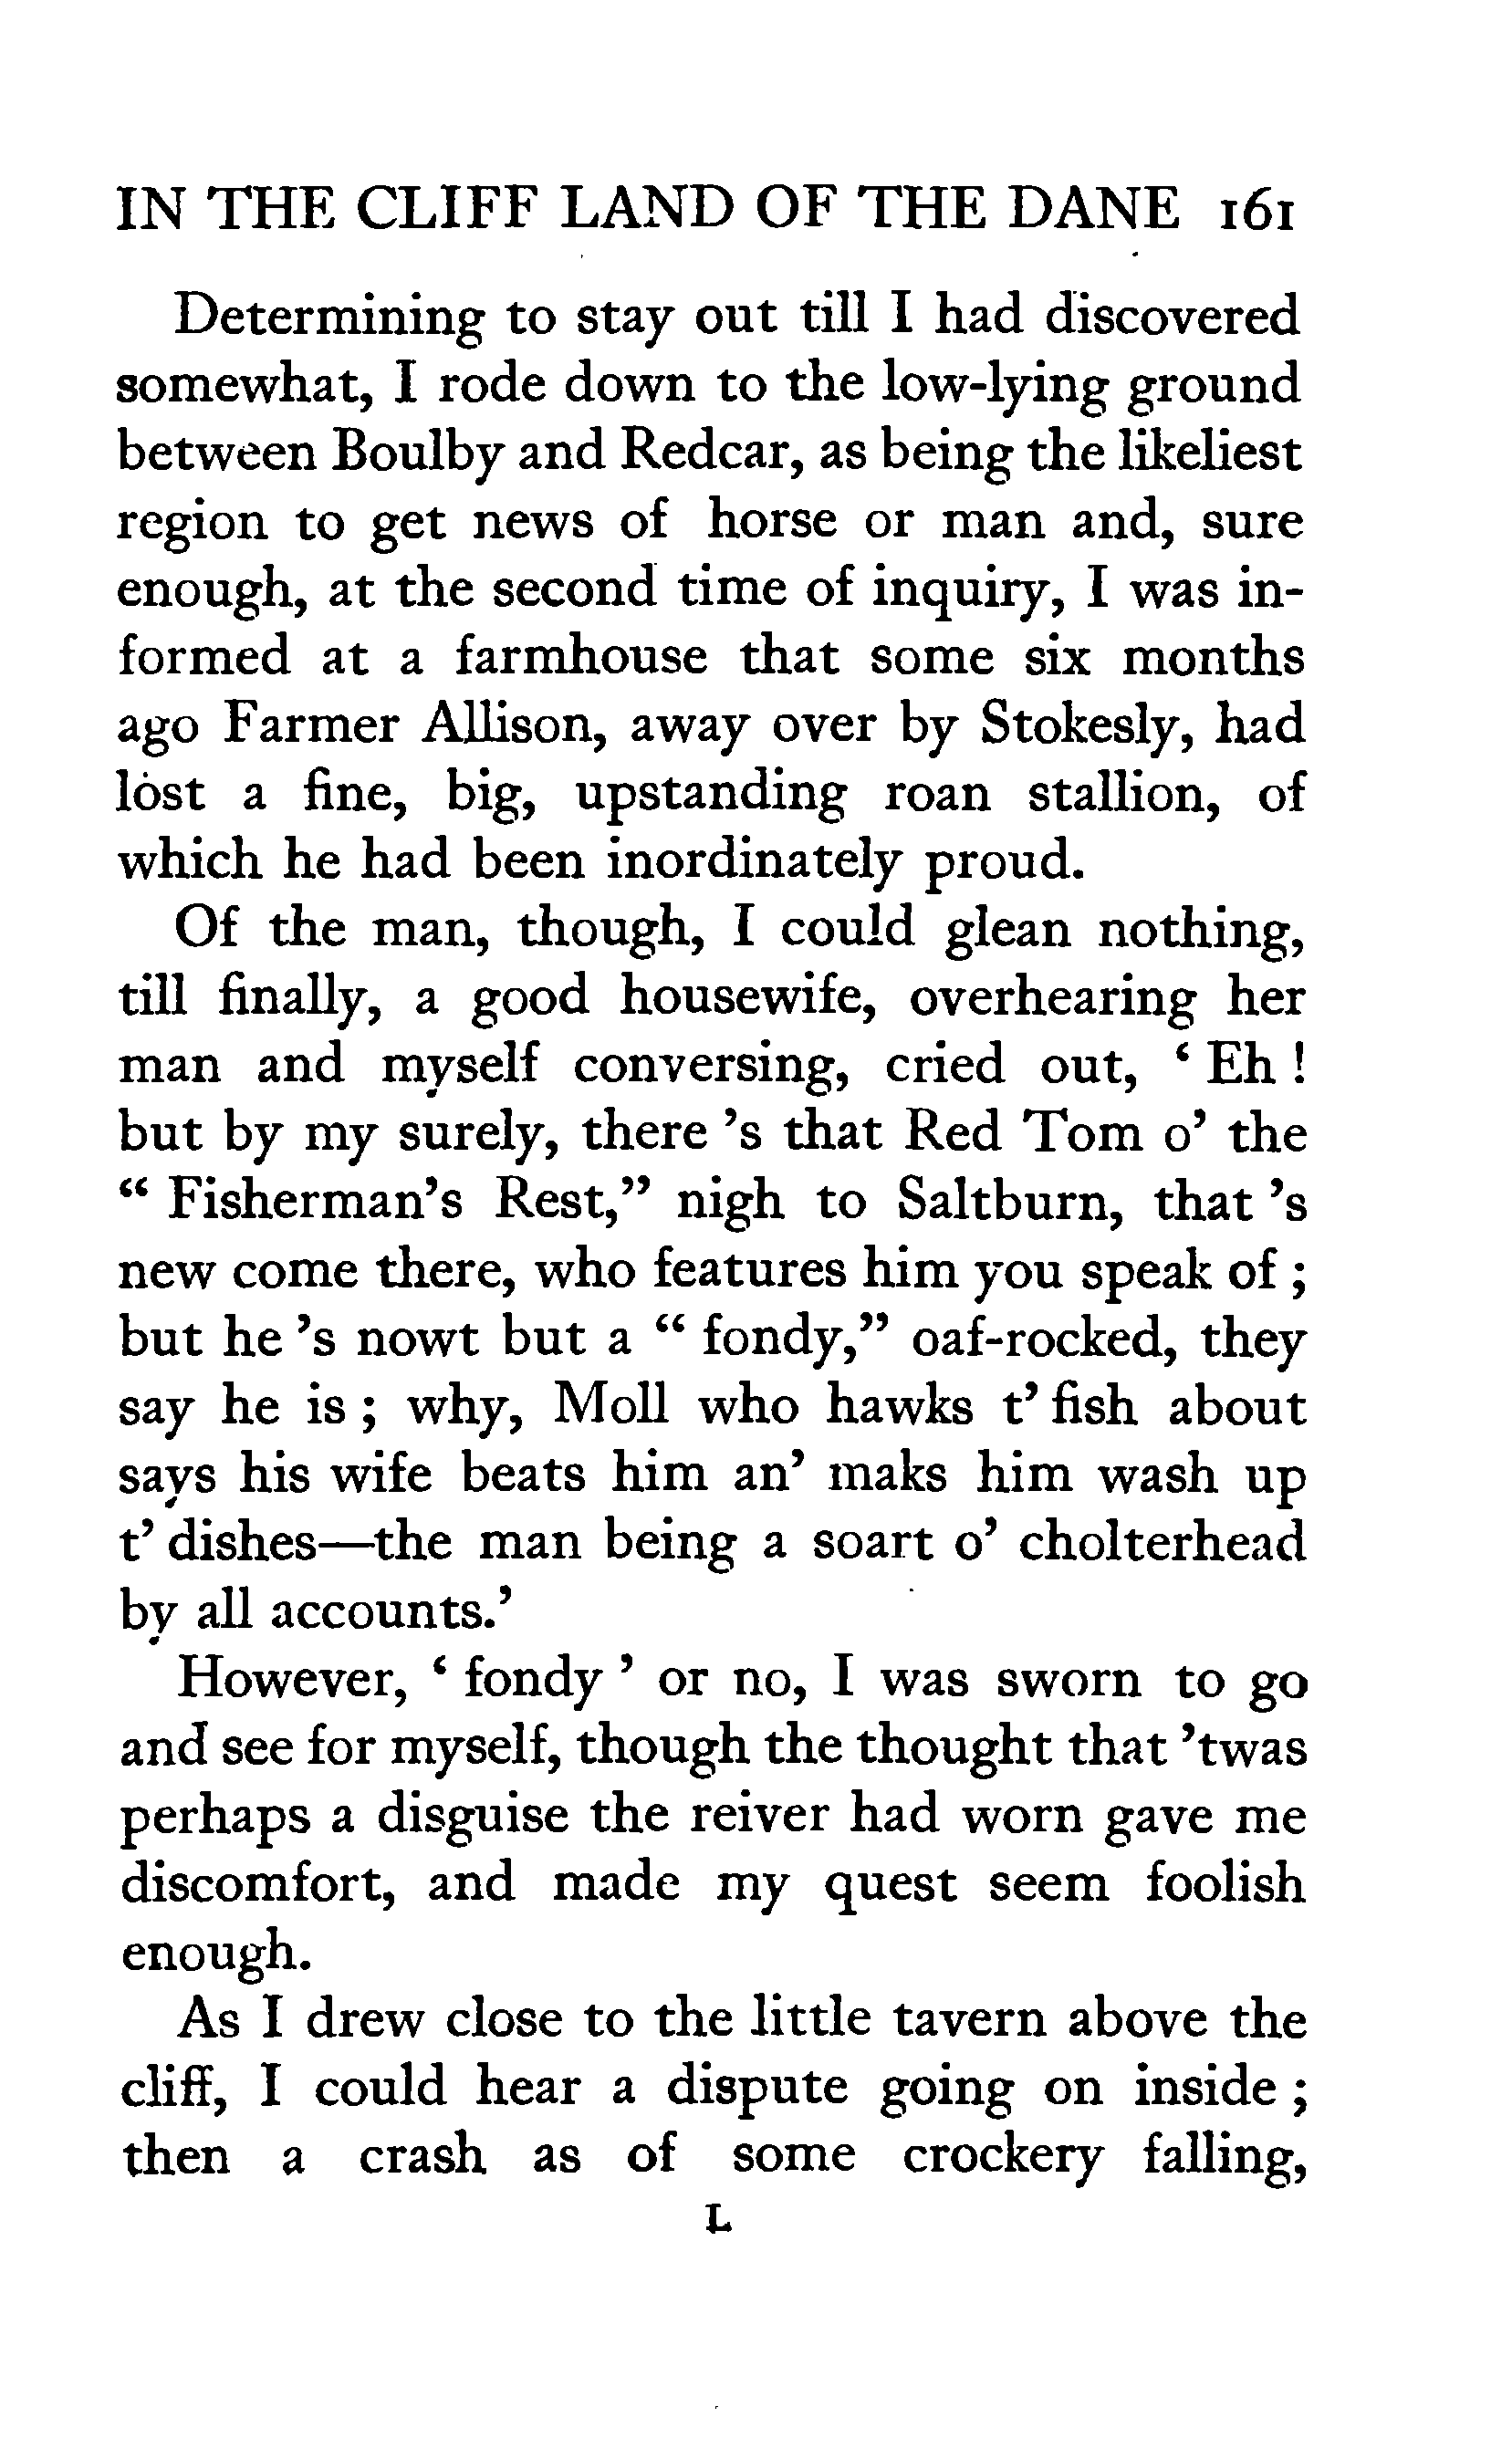 IN THE CLIFF LAND OF THE DANE 161
Determining to stay out till I had discovered
somewhat, I rode down to the low-lying ground
between Boulby and Redcar, as being the likeliest
region to get news of horse or man and, sure
enough, at the second time of inquiry, I was in-
formed at a farmhouse that some six months
ago Farmer Allison, away over by Stokesly, had
lost a fine, big, upstanding roan stallion, of
which he had been inordinately proud.
Of the man, though, I could glean nothing,
till finally, a good housewife, overhearing her
man and myself conversing, cried out, ‘ Eh !
but by my surely, there ’s that Red Tom o’ the
“ Fisherman’s Rest,” nigh to Saltburn, that ’s
new come there, who features him you speak of ;
but he ’s nowt but a “ fondy,” oaf-rocked, they
say he is ; why, Moll who hawks t’ fish about
says his wife beats him an’ maks him wash up
t’ dishes—the man being a soart o’ cholterhead
by all accounts.’
However, ‘ fondy ’ or no, I was sworn to go
and see for myself, though the thought that ’twas
perhaps a disguise the reiver had worn gave me
discomfort, and made my quest seem foolish
enough.
As I drew close to the little tavern above the
cliff, I could hear a dispute going on inside ;
then a crash as of some crockery falling,
L